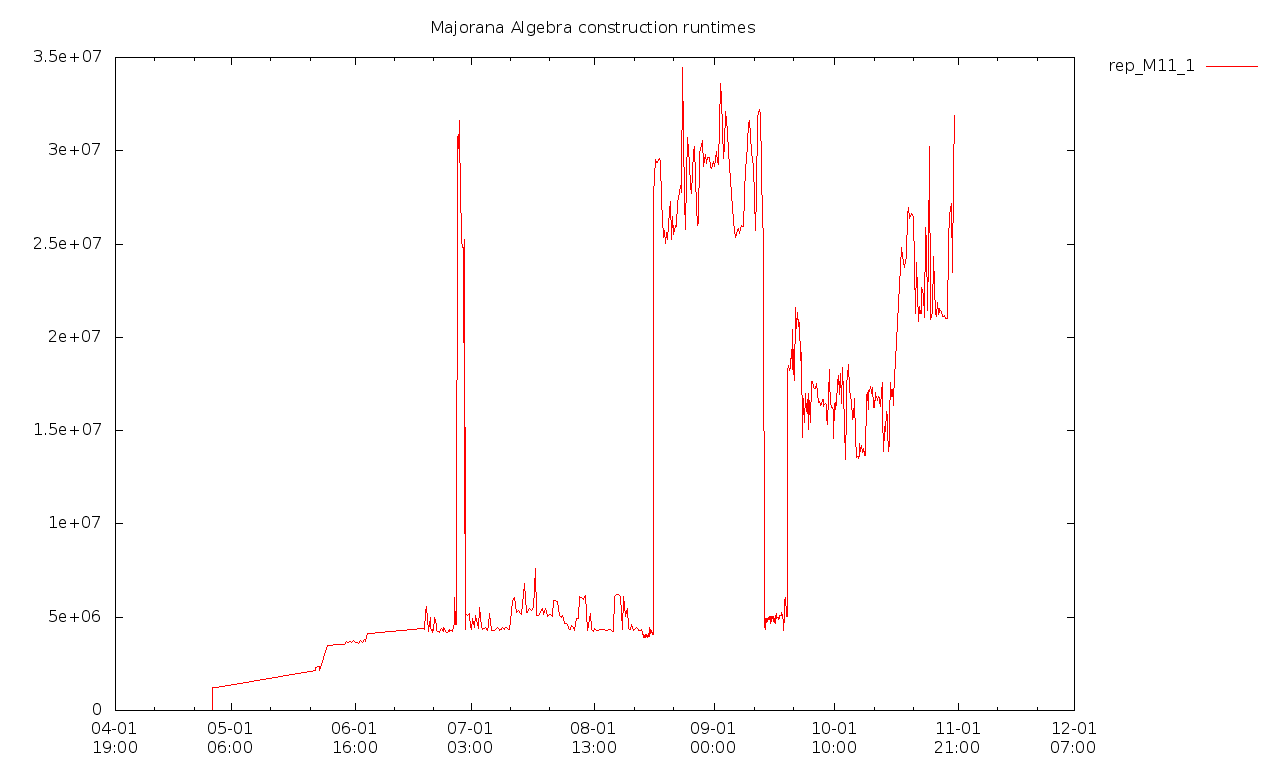 Majorana Algebra construction runtimes
rep_M11_1
3.5e+07
3e+07
2.5e+07
2e+07
1.5e+07
1e+07
5e+06
0
04-01 05-01 06-01 07-01 08-01 09-01 10-01 11-01 12-01
19:00 06:00 16:00 03:00 13:00 00:00 10:00 21:00 07:00